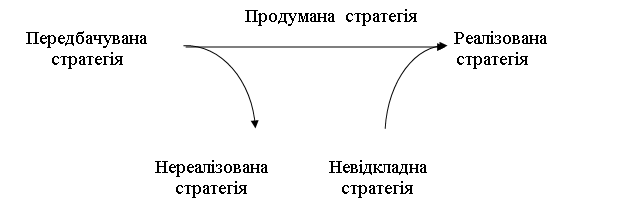 Продумана стратегія
Передбачувана
стратегія
Реалізована
стратегія
Нереалізована
стратегія
Невідкладна
стратегія